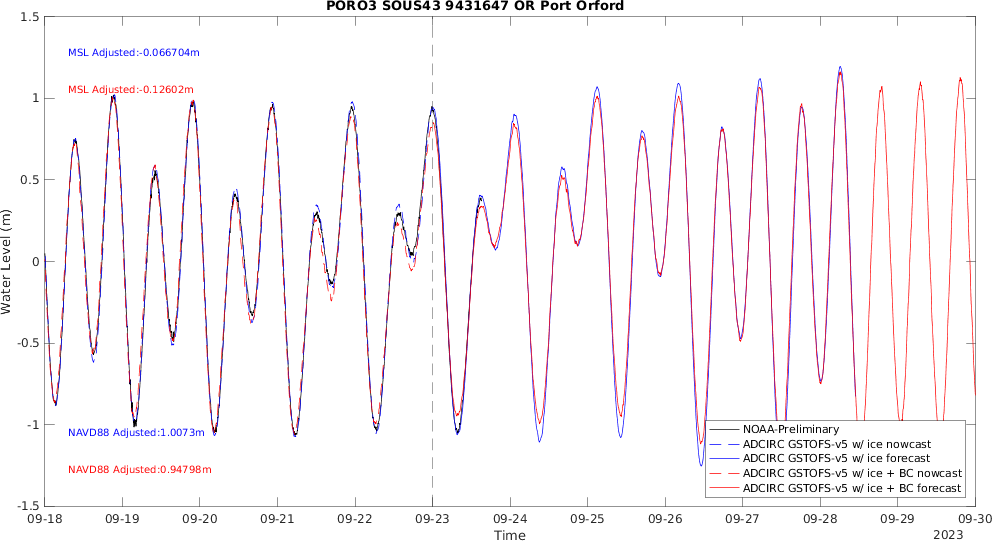 PORO3 SOUS43 9431647 OR Port Orford
1.5
1
0.5
0
-0.5
-1
-1.5
Water Level (m)
MSL Adjusted:-0.066704m
MSL Adjusted:-0.12602m
NAVD88 Adjusted:1.0073m
NAVD88 Adjusted:0.94798m
NOAA-Preliminary
ADCIRC GSTOFS-v5 w/ ice nowcast
ADCIRC GSTOFS-v5 w/ ice forecast
ADCIRC GSTOFS-v5 w/ ice + BC nowcast
ADCIRC GSTOFS-v5 w/ ice + BC forecast
09-18 09-19 09-20 09-21 09-22 09-23 09-24 09-25 09-26 09-27 09-28 09-29 09-30
Time
2023